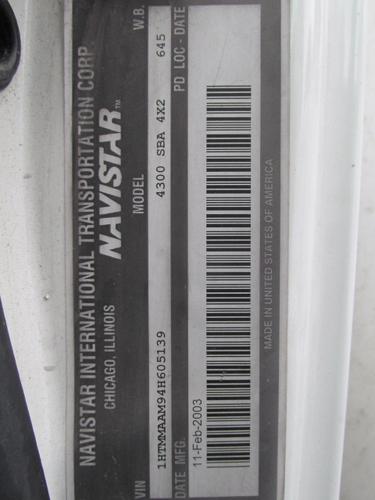 NAVISTAR INTERNATIONAL TRANSPORTATION CORP
CHICAGO, ILLINOIS NAVISTAR™
VIN MODEL W.B.
1HTMMAAM94H605139 4300 SBA 4X2 645
DATE MFG. PD LOC - DATE
11-Feb-2003
MADE IN UNITED STATES OF AMERICA